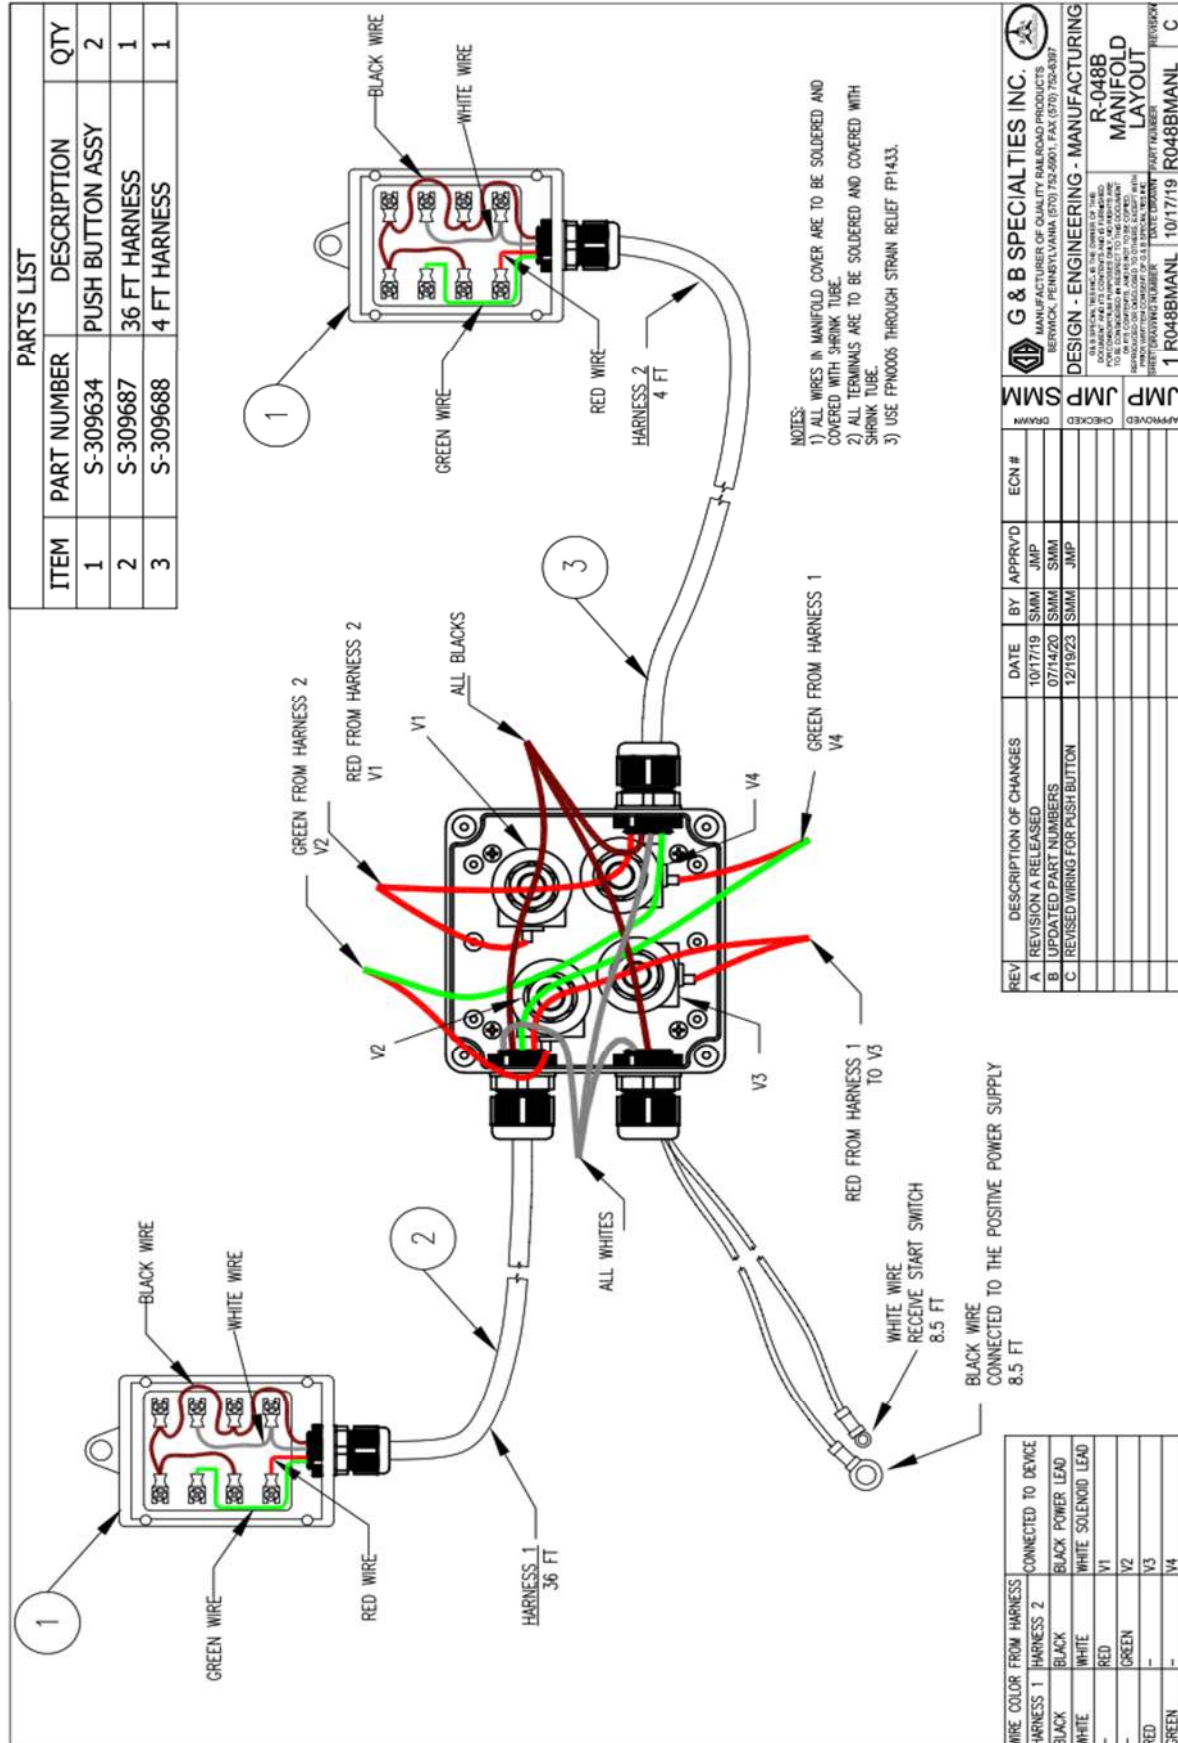 PARTS LIST
ITEM PART NUMBER DESCRIPTION QTY
1 S-309634 PUSH BUTTON ASSY 2
2 S-309687 36 FT HARNESS 1
3 S-309688 4 FT HARNESS 1
1
BLACK WIRE
WHITE WIRE
GREEN WIRE
RED WIRE
HARNESS 1
36 FT
2
GREEN FROM HARNESS 2
V2
RED FROM HARNESS 2
V1
V1
ALL BLACKS
V2
3
1
BLACK WIRE
WHITE WIRE
GREEN WIRE
RED WIRE
HARNESS 2
4 FT
ALL WHITES
V3
V4
RED FROM HARNESS 1
TO V3
GREEN FROM HARNESS 1
V4
NOTES:
1) ALL WIRES IN MANIFOLD COVER ARE TO BE SOLDERED AND
COVERED WITH SHRINK TUBE.
2) ALL TERMINALS ARE TO BE SOLDERED AND COVERED WITH
SHRINK TUBE.
3) USE FPN0005 THROUGH STRAIN RELIEF FP1433.
WHITE WIRE
RECEIVE START SWITCH
8.5 FT
BLACK WIRE
CONNECTED TO THE POSITIVE POWER SUPPLY
8.5 FT
WIRE COLOR FROM HARNESS CONNECTED TO DEVICE
HARNESS 1 HARNESS 2
BLACK BLACK BLACK POWER LEAD
WHITE WHITE WHITE SOLENOID LEAD
- RED V1
- GREEN V2
RED - V3
GREEN - V4
REV DESCRIPTION OF CHANGES DATE BY APPRV'D ECN #
A REVISION A RELEASED 10/17/19 SMM JMP
B UPDATED PART NUMBERS 07/14/20 SMM SMM
C REVISED WIRING FOR PUSH BUTTON 12/19/23 SMM JMP
DRAWN SMM
CHECKED JMP
APPROVED JMP
G & B SPECIALTIES INC.
MANUFACTURER OF QUALITY RAILROAD PRODUCTS
BERWICK, PENNSYLVANIA (570) 752-5901, FAX (570) 752-6397
DESIGN - ENGINEERING - MANUFACTURING
R-048B
MANIFOLD
LAYOUT
SHEET DRAWING NUMBER DATE DRAWN PART NUMBER REVISION
1 R048BMANL 10/17/19 R048BMANL C